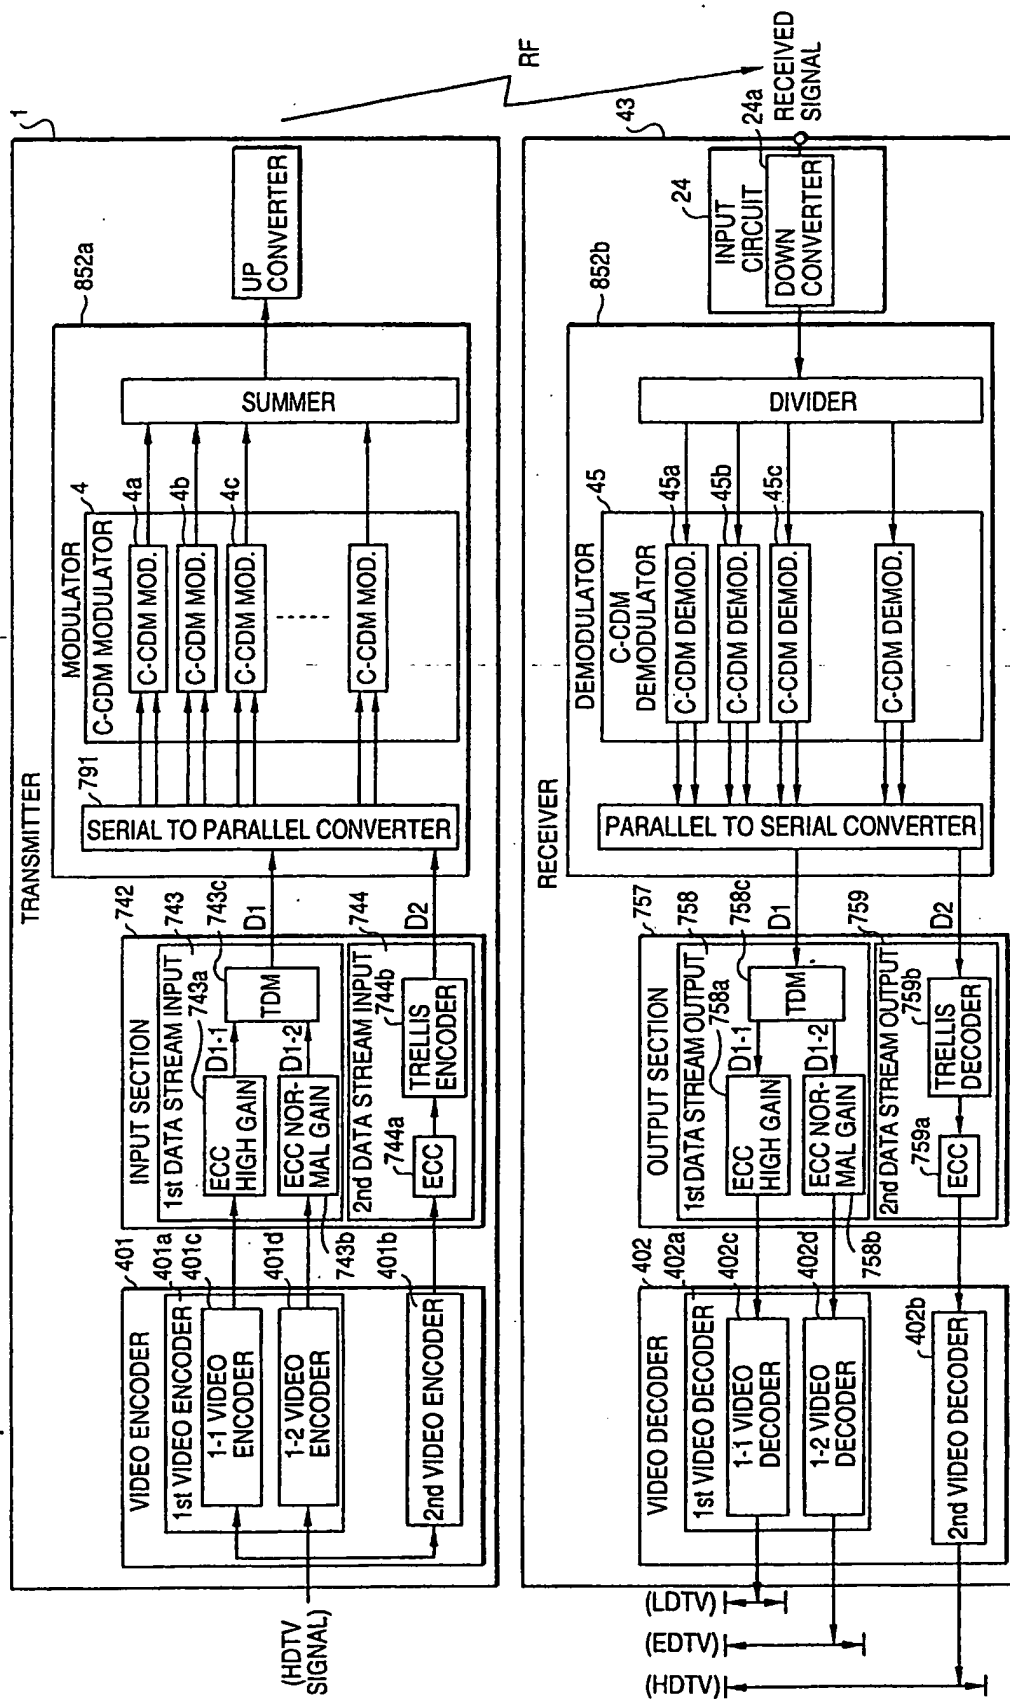 TRANSMITTER
1
(HDTV
SIGNAL)
VIDEO ENCODER
401
1st VIDEO ENCODER
401a
401c
1-1 VIDEO
ENCODER
401d
1-2 VIDEO
ENCODER
401b
2nd VIDEO ENCODER
INPUT SECTION
742
1st DATA STREAM INPUT
743
743a
ECC
HIGH GAIN
D1-1
743c
TDM
ECC NOR-
MAL GAIN
D1-2
743b
2nd DATA STREAM INPUT
744
744a
ECC
744b
TRELLIS
ENCODER
D1
D2
791
SERIAL TO PARALLEL CONVERTER
MODULATOR
852a
C-CDM MODULATOR
4
C-CDM MOD.
4a
C-CDM MOD.
4b
C-CDM MOD.
4c
C-CDM MOD.
SUMMER
UP
CONVERTER
RF
RECEIVER
43
RECEIVED
SIGNAL
24
INPUT
CIRCUIT
24a
DOWN
CONVERTER
852b
DIVIDER
DEMODULATOR
C-CDM
DEMODULATOR
45
C-CDM DEMOD.
45a
C-CDM DEMOD.
45b
C-CDM DEMOD.
45c
C-CDM DEMOD.
PARALLEL TO SERIAL CONVERTER
D1
D2
OUTPUT SECTION
757
1st DATA STREAM OUTPUT
758
758a
758c
TDM
D1-1
D1-2
ECC
HIGH GAIN
ECC NOR-
MAL GAIN
758b
2nd DATA STREAM OUTPUT
759
759a
ECC
759b
TRELLIS
DECODER
VIDEO DECODER
402
1st VIDEO DECODER
402a
402c
1-1 VIDEO
DECODER
402d
1-2 VIDEO
DECODER
402b
2nd VIDEO DECODER
(LDTV)
(EDTV)
(HDTV)